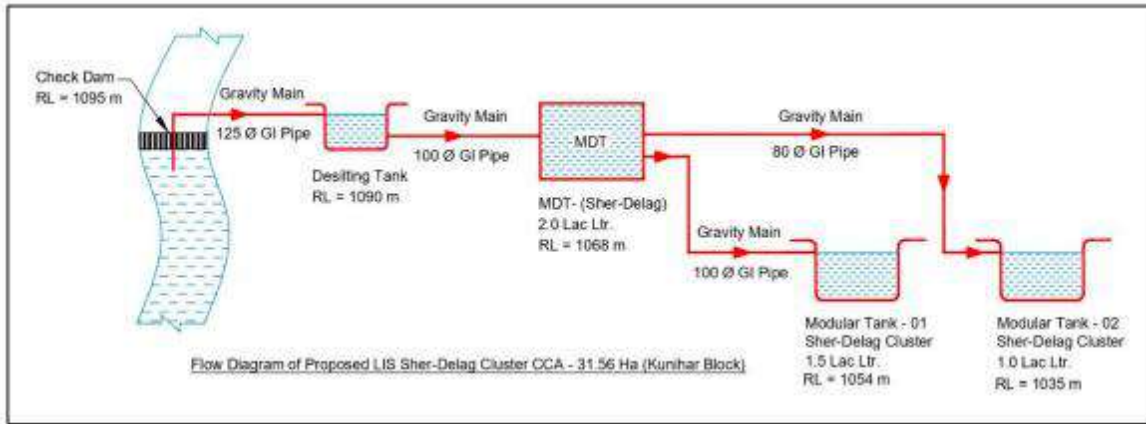 Check Dam
RL = 1095 m
Gravity Main
125 Ø GI Pipe
Desilting Tank
RL = 1090 m
Gravity Main
100 Ø GI Pipe
MDT
MDT- (Sher-Delag)
2.0 Lac Ltr.
RL = 1068 m
Gravity Main
80 Ø GI Pipe
Gravity Main
100 Ø GI Pipe
Modular Tank - 01
Sher-Delag Cluster
1.5 Lac Ltr.
RL = 1054 m
Modular Tank - 02
Sher-Delag Cluster
1.0 Lac Ltr.
RL = 1035 m
Flow Diagram of Proposed LIS Sher-Delag Cluster CCA - 31.56 Ha (Kunihar Block)